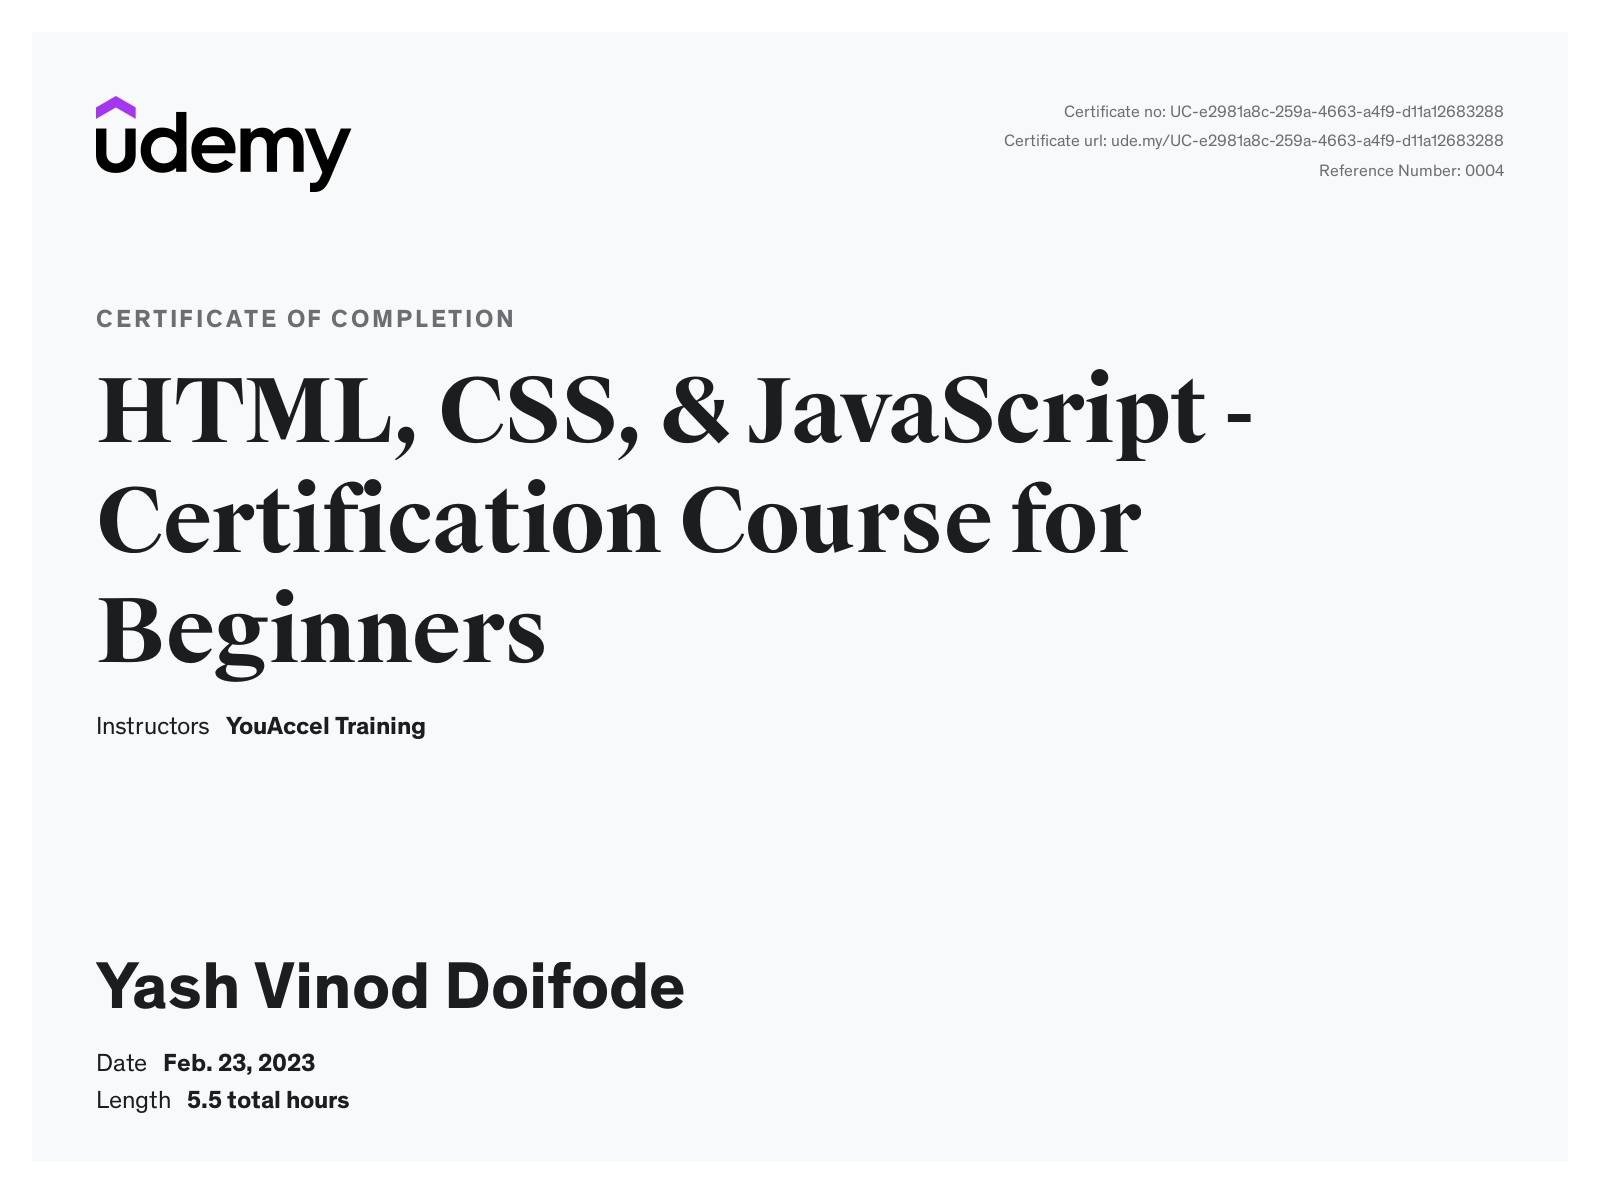 udemy
Certificate no: UC-e2981a8c-259a-4663-a4f9-d11a12683288
Certificate url: ude.my/UC-e2981a8c-259a-4663-a4f9-d11a12683288
Reference Number: 0004
CERTIFICATE OF COMPLETION
HTML, CSS, & JavaScript -
Certification Course for
Beginners
Instructors YouAccel Training
Yash Vinod Doifode
Date Feb. 23, 2023
Length 5.5 total hours